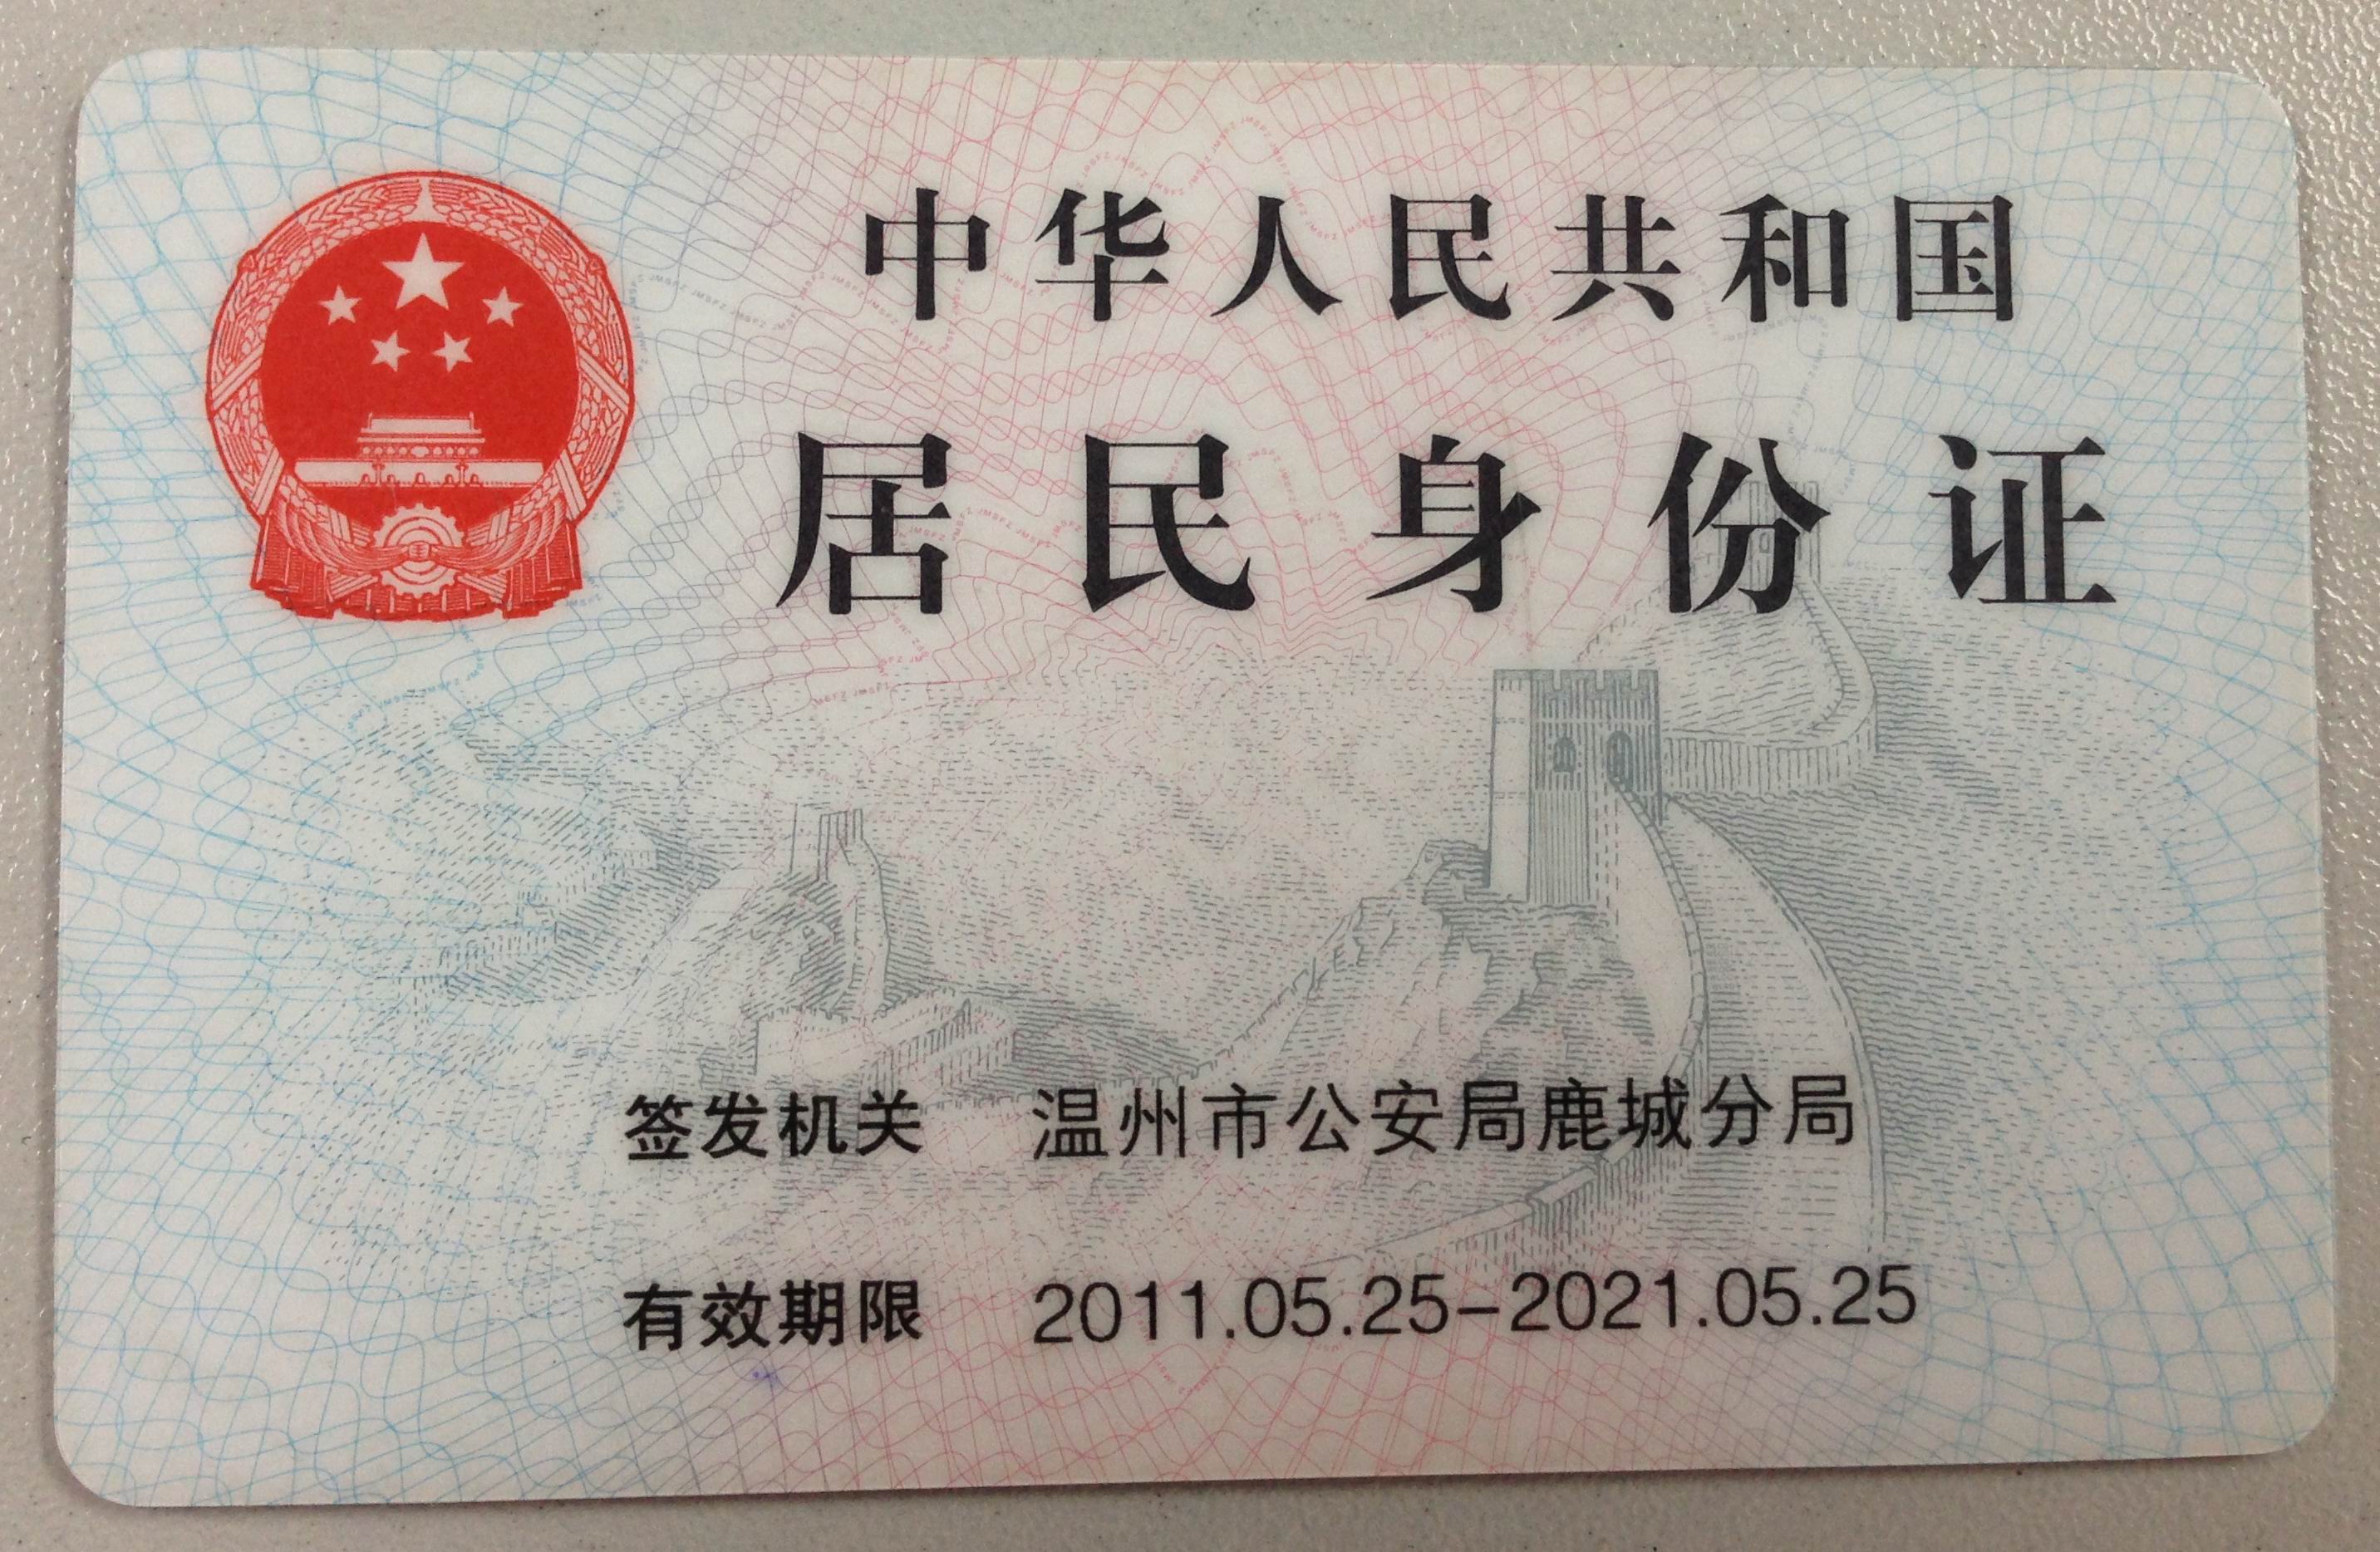 中华人民共和国
居民身份证
签发机关 温州市公安局鹿城分局
有效期限 2011.05.25-2021.05.25